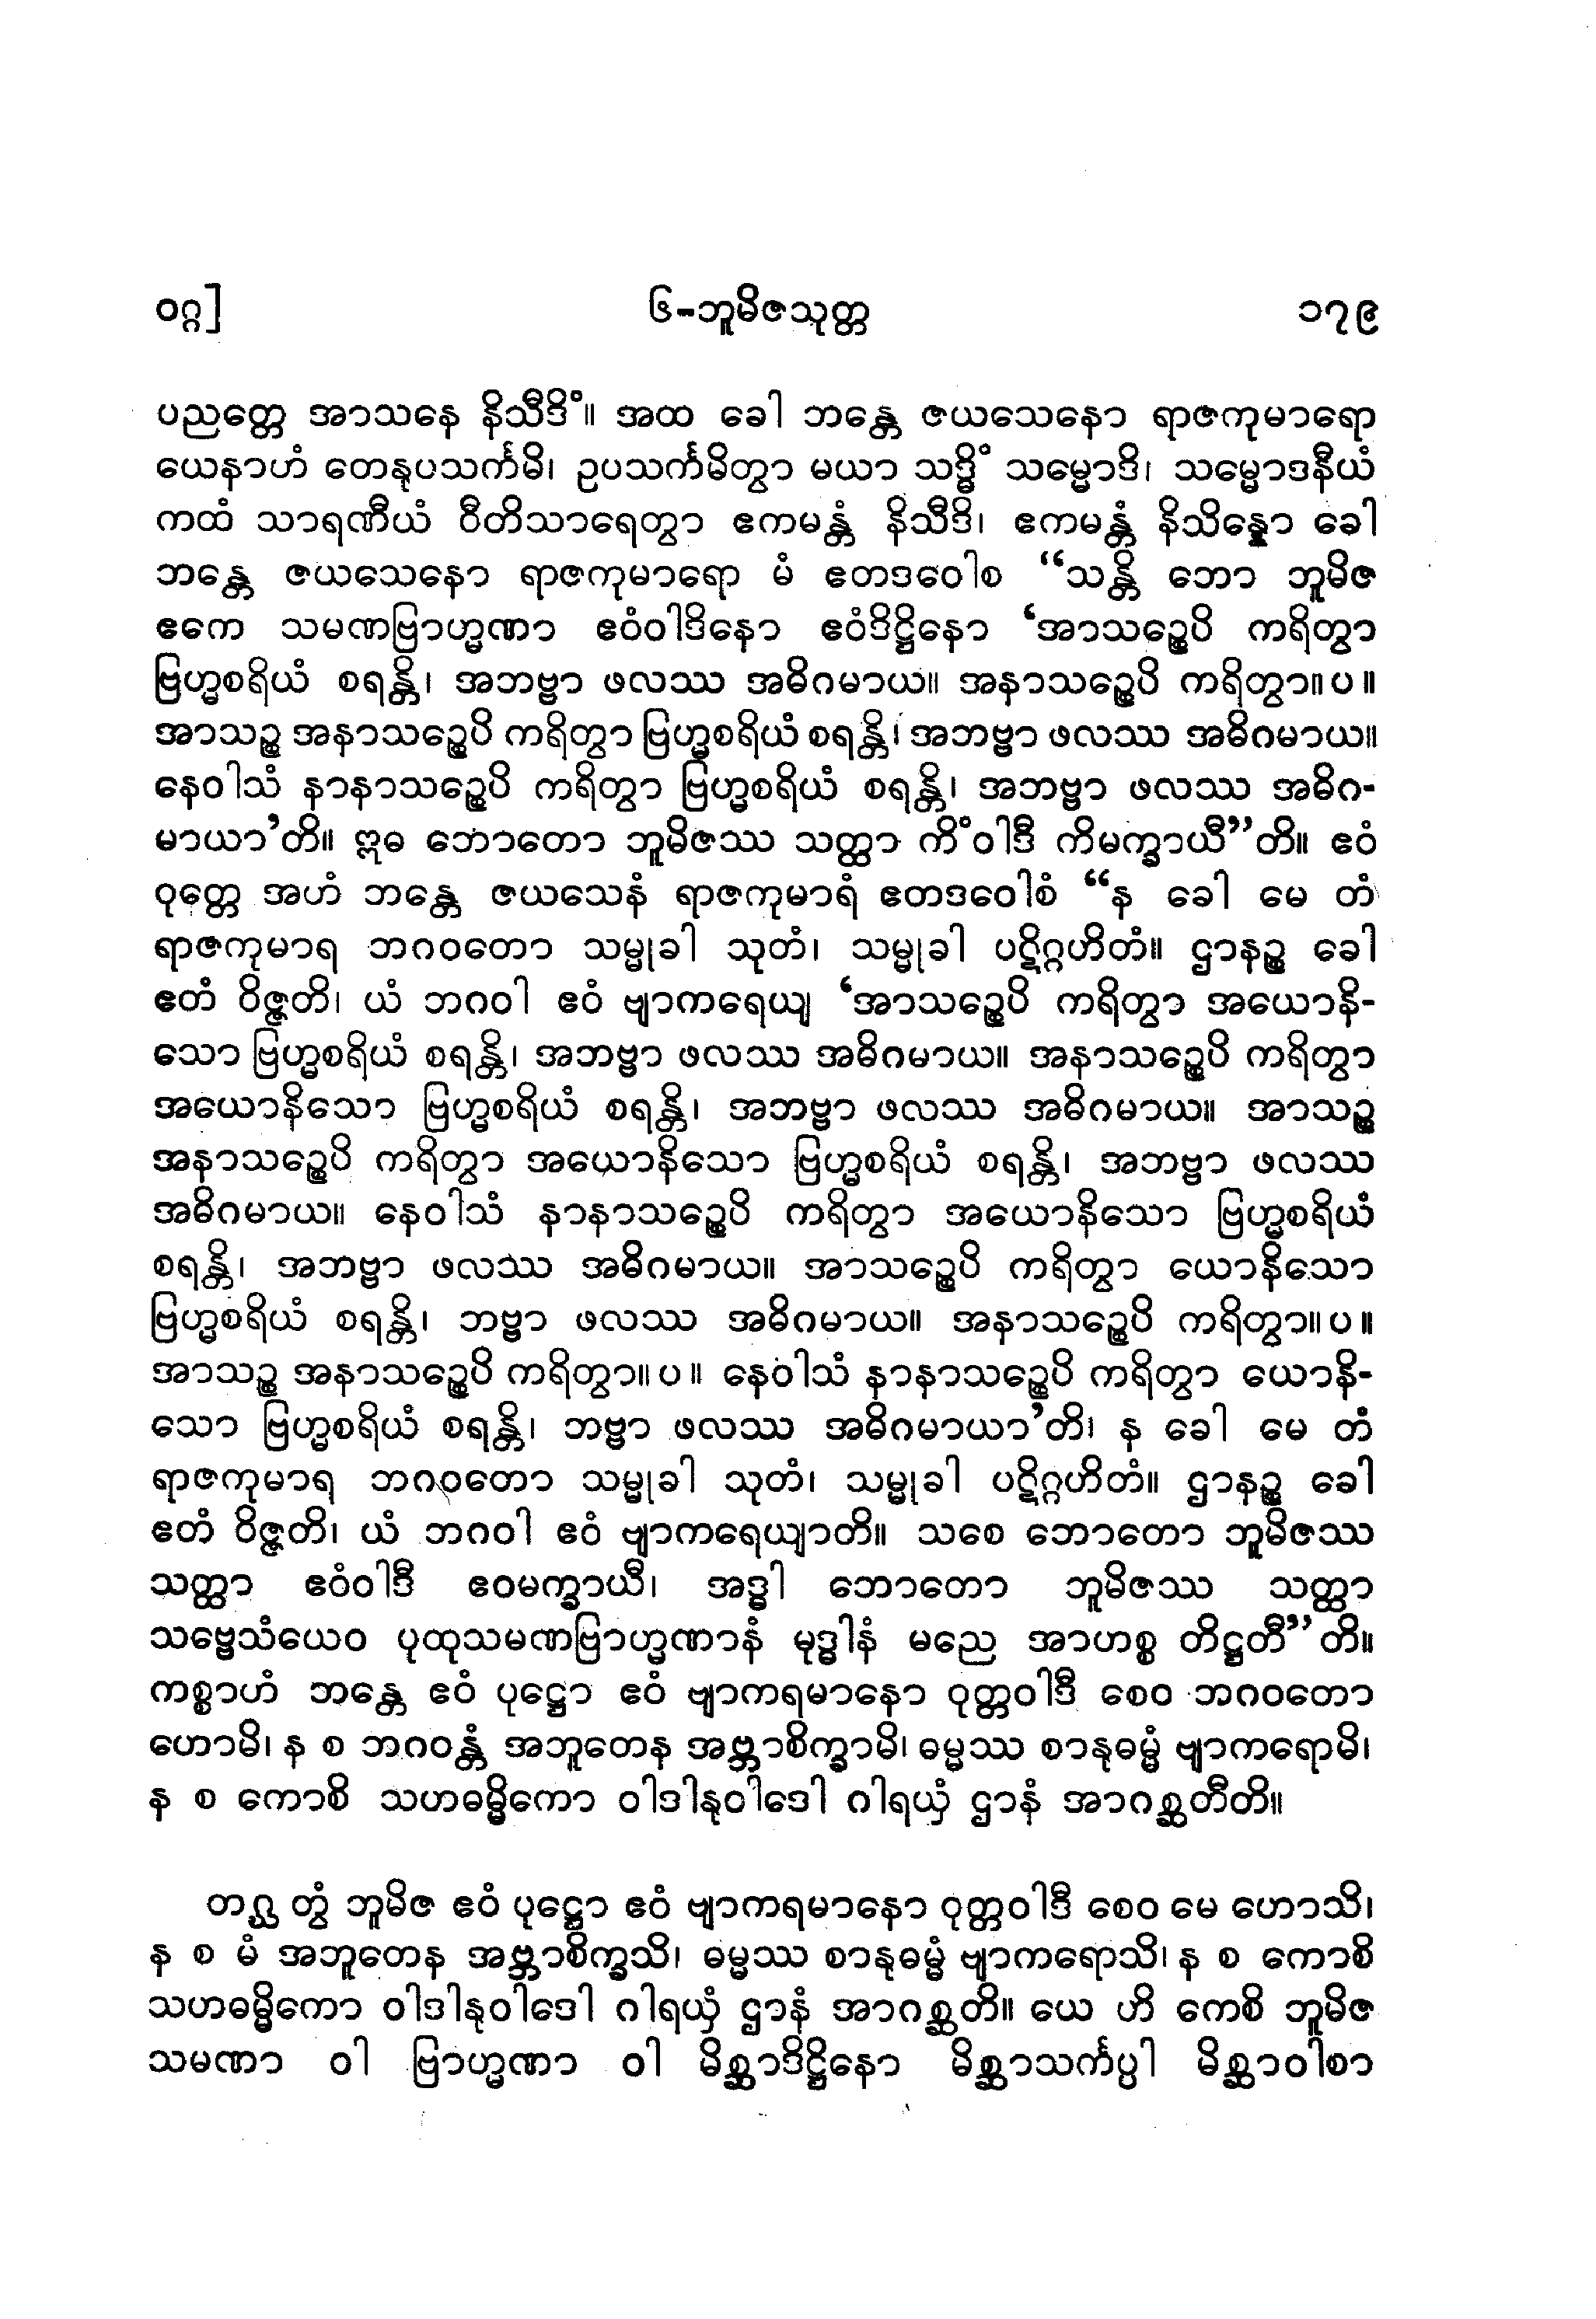 ဝဂ္ဂ]
၆-ဘူမိဇသုတ္တ
၁၇၉
ပညတ္တေ အာသနေ နိသီဒိံ။ အထ ခေါ ဘန္တေ ဇယသေနော ရာဇကုမာရော
ယေနာဟံ တေနုပသင်္ကမိ၊ ဥပသင်္ကမိတွာ မယာ သဒ္ဓိံ သမ္မောဒိ၊ သမ္မောဒနီယံ
ကထံ သာရဏီယံ ဝီတိသာရေတွာ ဧကမန္တံ နိသီဒိ၊ ဧကမန္တံ နိသိန္နော ခေါ
ဘန္တေ ဇယသေနော ရာဇကုမာရော မံ ဧတဒဝေါစ “သန္တိ ဘော ဘူမိဇ
ဧကေ သမဏဗြာဟ္မဏာ ဧဝံဝါဒိနော ဧဝံဒိဋ္ဌိနော ‘အာသဉ္စေပိ ကရိတွာ
ဗြဟ္မစရိယံ စရန္တိ၊ အဘဗ္ဗာ ဖလဿ အဓိဂမာယ။ အနာသဉ္စေပိ ကရိတွာ။ပ။
အာသဉ္စ အနာသဉ္စေပိ ကရိတွာ ဗြဟ္မစရိယံ စရန္တိ၊ အဘဗ္ဗာ ဖလဿ အဓိဂမာယ။
နေဝါသံ နာနာသဉ္စေပိ ကရိတွာ ဗြဟ္မစရိယံ စရန္တိ၊ အဘဗ္ဗာ ဖလဿ အဓိဂ-
မာယာ’တိ။ ဣဓ ဘောတော ဘူမိဇဿ သတ္ထာ ကိံဝါဒီ ကိမက္ခာယီ”တိ။ ဧဝံ
ဝုတ္တေ အဟံ ဘန္တေ ဇယသေနံ ရာဇကုမာရံ ဧတဒဝေါစံ “န ခေါ မေ တံ
ရာဇကုမာရ ဘဂဝတော သမ္မုခါ သုတံ၊ သမ္မုခါ ပဋိဂ္ဂဟိတံ။ ဌာနဉ္စ ခေါ
ဧတံ ဝိဇ္ဇတိ၊ ယံ ဘဂဝါ ဧဝံ ဗျာကရေယျ ‘အာသဉ္စေပိ ကရိတွာ အယောနိ-
သော ဗြဟ္မစရိယံ စရန္တိ၊ အဘဗ္ဗာ ဖလဿ အဓိဂမာယ။ အနာသဉ္စေပိ ကရိတွာ
အယောနိသော ဗြဟ္မစရိယံ စရန္တိ၊ အဘဗ္ဗာ ဖလဿ အဓိဂမာယ။ အာသဉ္စ
အနာသဉ္စေပိ ကရိတွာ အယောနိသော ဗြဟ္မစရိယံ စရန္တိ၊ အဘဗ္ဗာ ဖလဿ
အဓိဂမာယ။ နေဝါသံ နာနာသဉ္စေပိ ကရိတွာ အယောနိသော ဗြဟ္မစရိယံ
စရန္တိ၊ အဘဗ္ဗာ ဖလဿ အဓိဂမာယ။ အာသဉ္စေပိ ကရိတွာ ယောနိသော
ဗြဟ္မစရိယံ စရန္တိ၊ ဘဗ္ဗာ ဖလဿ အဓိဂမာယ။ အနာသဉ္စေပိ ကရိတွာ။ပ။
အာသဉ္စ အနာသဉ္စေပိ ကရိတွာ။ပ။ နေဝါသံ နာနာသဉ္စေပိ ကရိတွာ ယောနိ-
သော ဗြဟ္မစရိယံ စရန္တိ၊ ဘဗ္ဗာ ဖလဿ အဓိဂမာယာ’တိ၊ န ခေါ မေ တံ
ရာဇကုမာရ ဘဂဝတော သမ္မုခါ သုတံ၊ သမ္မုခါ ပဋိဂ္ဂဟိတံ။ ဌာနဉ္စ ခေါ
ဧတံ ဝိဇ္ဇတိ၊ ယံ ဘဂဝါ ဧဝံ ဗျာကရေယျာတိ။ သစေ ဘောတော ဘူမိဇဿ
သတ္ထာ ဧဝံဝါဒီ ဧဝမက္ခာယီ၊ အဒ္ဓါ ဘောတော ဘူမိဇဿ သတ္ထာ
သဗ္ဗေသံယေဝ ပုထုသမဏဗြာဟ္မဏာနံ မုဒ္ဓါနံ မညေ အာဟစ္စ တိဋ္ဌတီ”တိ။
ကစ္စာဟံ ဘန္တေ ဧဝံ ပုဋ္ဌော ဧဝံ ဗျာကရမာနော ဝုတ္တဝါဒီ စေဝ ဘဂဝတော
ဟောမိ၊ န စ ဘဂဝန္တံ အဘူတေန အဗ္ဘာစိက္ခာမိ၊ ဓမ္မဿ စာနုဓမ္မံ ဗျာကရောမိ၊
န စ ကောစိ သဟဓမ္မိကော ဝါဒါနုဝါဒေါ ဂါရယှံ ဌာနံ အာဂစ္ဆတီတိ။
တဂ္ဃ တွံ ဘူမိဇ ဧဝံ ပုဋ္ဌော ဧဝံ ဗျာကရမာနော ဝုတ္တဝါဒီ စေဝ မေ ဟောသိ၊
န စ မံ အဘူတေန အဗ္ဘာစိက္ခသိ၊ ဓမ္မဿ စာနုဓမ္မံ ဗျာကရောသိ၊ န စ ကောစိ
သဟဓမ္မိကော ဝါဒါနုဝါဒေါ ဂါရယှံ ဌာနံ အာဂစ္ဆတိ။ ယေ ဟိ ကေစိ ဘူမိဇ
သမဏာ ဝါ ဗြာဟ္မဏာ ဝါ မိစ္ဆာဒိဋ္ဌိနော မိစ္ဆာသင်္ကပ္ပါ မိစ္ဆာဝါစာ